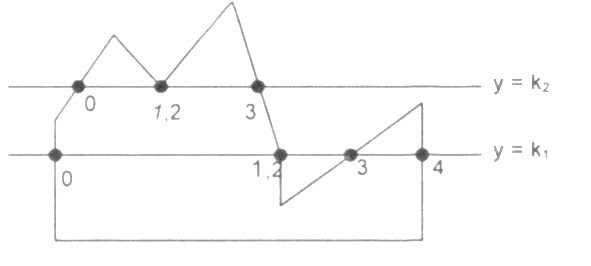 0 1,2 3 y = k₂
0 1,2 3 4 y = k₁